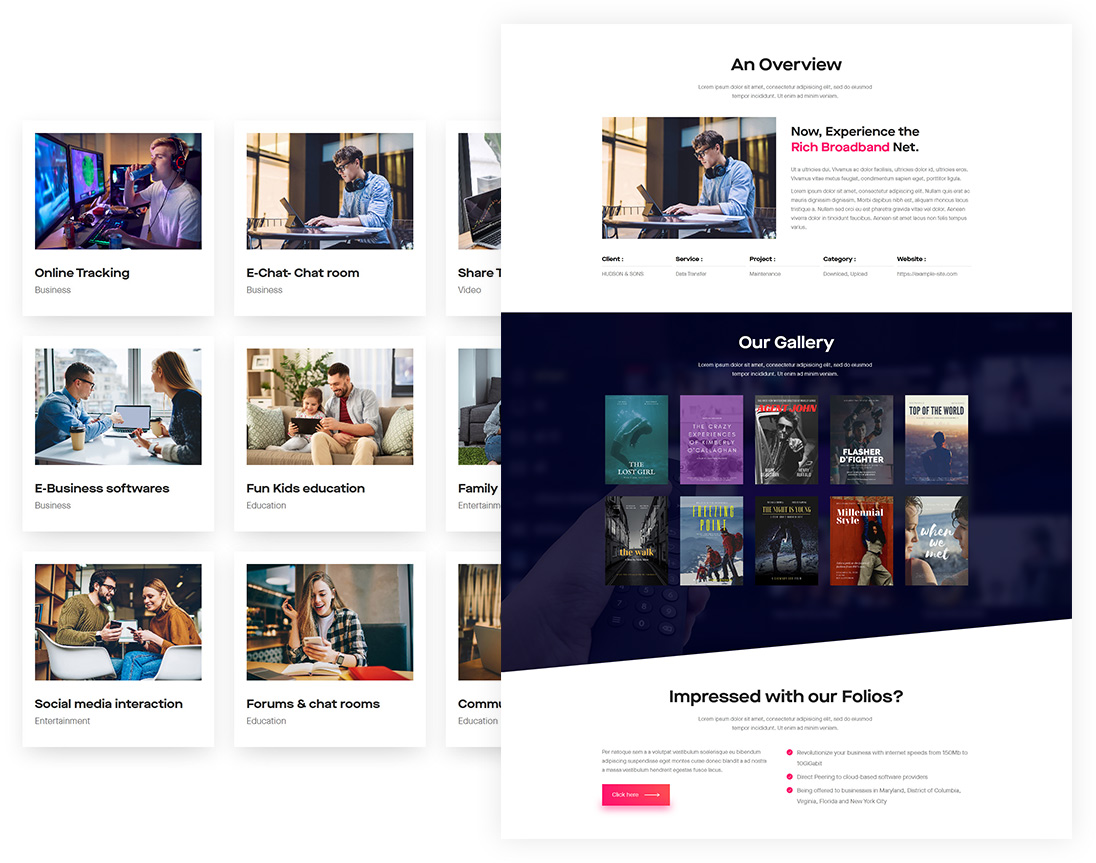 Online Tracking
Business
E-Chat- Chat room
Business
Share T
Video
E-Business softwares
Business
Fun Kids education
Education
Family
Entertainm
Social media interaction
Entertainment
Forums & chat rooms
Education
Commu
Education
An Overview
Lorem ipsum dolor sit amet, consectetur adipiscing elit, sed do eiusmod
tempor incididunt. Ut enim ad minim veniam.
Now, Experience the
Rich Broadband Net.
Ut a ultricies dui. Vivamus ac dolor facilisis, ultricies dolor id, ultricies eros.
Vivamus vitae metus feugiat, condimentum sapien eget, porttitor ligula.
Lorem ipsum dolor sit amet, consectetur adipiscing elit. Nullam quis erat ac
mauris dignissim dignissim. Morbi dapibus nibh est, aliquam rhoncus lacus
tristique a. Nullam sed orci eu est pharetra gravida vitae vel dolor. Aenean
viverra dolor in tincidunt faucibus. Aenean sit amet lacus non felis tempus
varius.
Client :
Service :
Project :
Category :
Website :
HUDSON & SONS
Data Transfer
Maintenance
Download, Upload
https://example-site.com
Our Gallery
Lorem ipsum dolor sit amet, consectetur adipiscing elit, sed do eiusmod
tempor incididunt. Ut enim ad minim veniam.
THE
LOST GIRL
THE CRAZY
EXPERIENCES
OF KIMBERLY
O'CALLAGHAN
AGENT JOHN
FLASHER
D'FIGHTER
TOP OF THE WORLD
the walk
FREEZING
POINT
THE NIGHT IS YOUNG
Millennial
Style
when
we
met
Impressed with our Folios?
Lorem ipsum dolor sit amet, consectetur adipiscing elit, sed do eiusmod
tempor incididunt. Ut enim ad minim veniam.
Per natoque sem a a volutpat vestibulum scelerisque eu bibendum
adipiscing suspendisse eget montes curae donec blandit a ad nostra
a massa vestibulum hendrerit egestas fusce lacus.
Click here
Revolutionize your business with internet speeds from 150Mb to
10GiGabit
Direct Peering to cloud-based software providers
Being offered to businesses in Maryland, District of Columbia,
Virginia, Florida and New York City